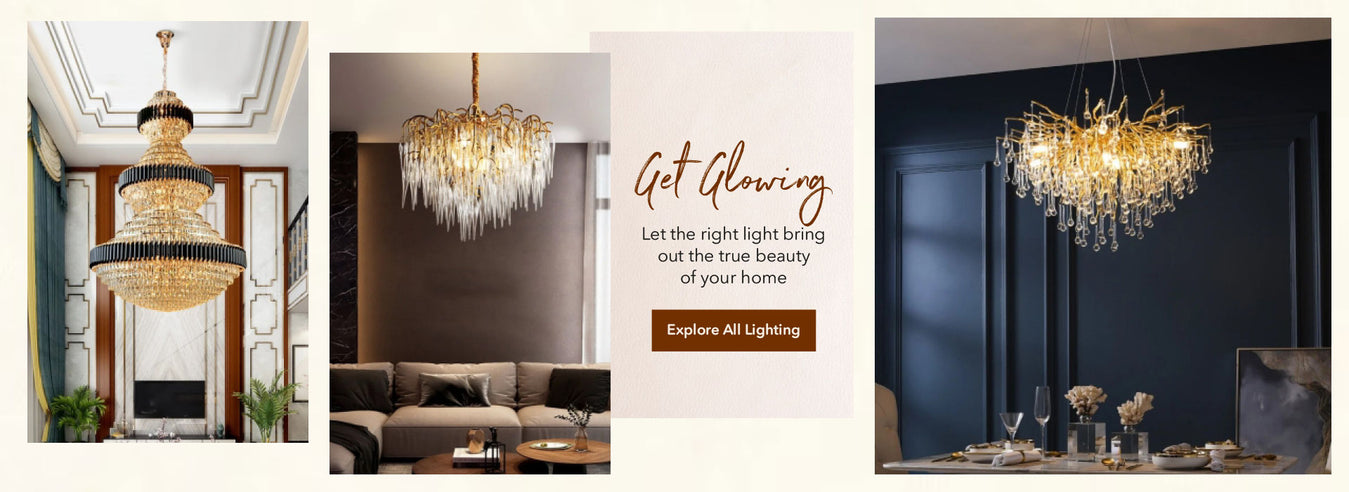 Get Glowing
Let the right light bring
out the true beauty
of your home
Explore All Lighting